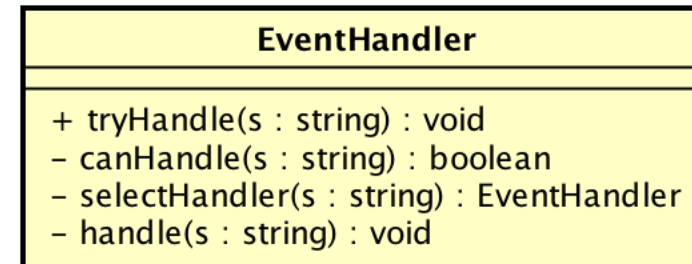 EventHandler
+ tryHandle(s : string) : void
– canHandle(s : string) : boolean
– selectHandler(s : string) : EventHandler
– handle(s : string) : void